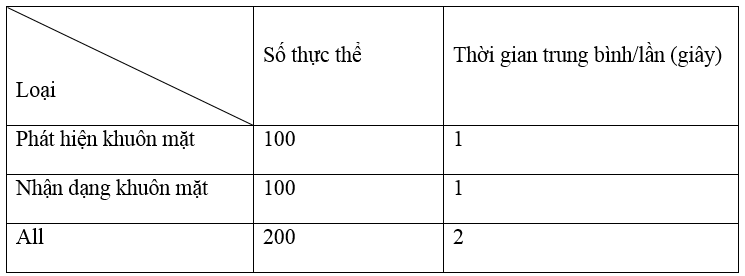 Loại
Số thực thể
Thời gian trung bình/lần (giây)
Phát hiện khuôn mặt
100
1
Nhận dạng khuôn mặt
100
1
All
200
2